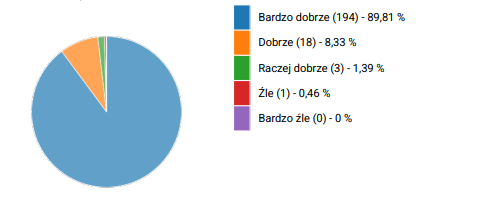 Bardzo dobrze (194) - 89,81 %
Dobrze (18) - 8,33 %
Raczej dobrze (3) - 1,39 %
Źle (1) - 0,46 %
Bardzo źle (0) - 0 %